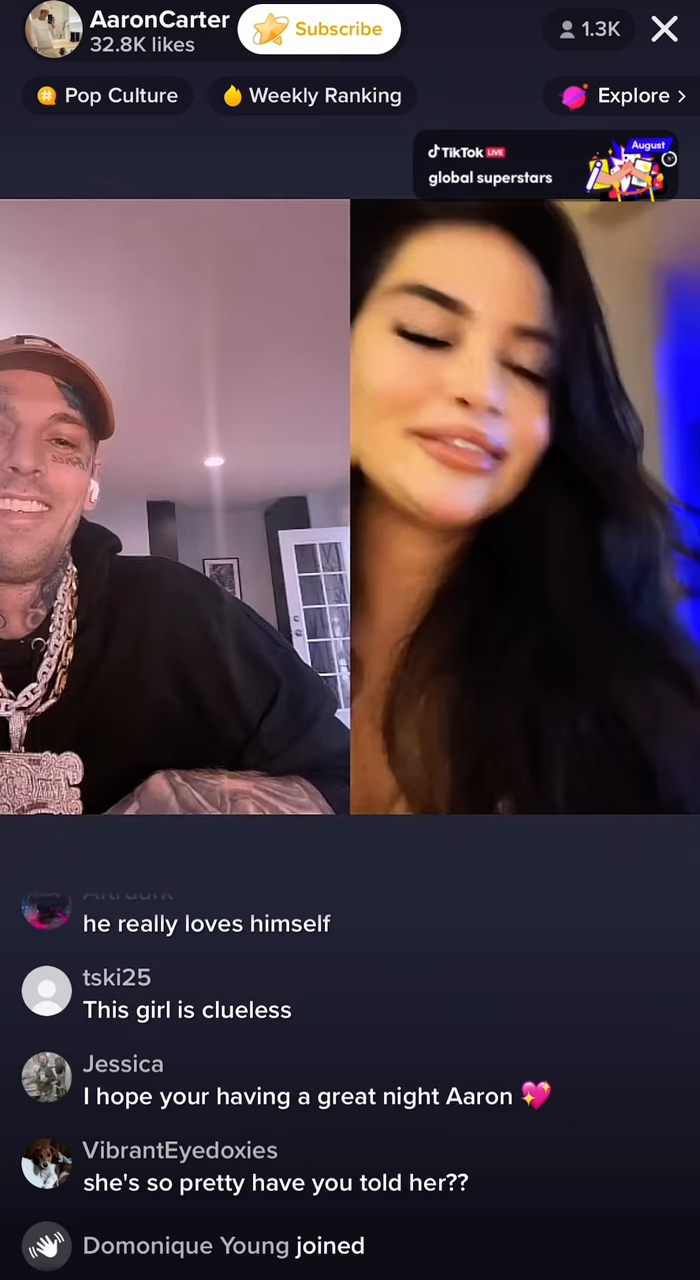 AaronCarter
32.8K likes
Subscribe
1.3K
Pop Culture
Weekly Ranking
Explore >
TikTok LIVE
global superstars
August
he really loves himself
tski25
This girl is clueless
Jessica
I hope your having a great night Aaron 💖
VibrantEyedoxies
she's so pretty have you told her??
Domonique Young joined